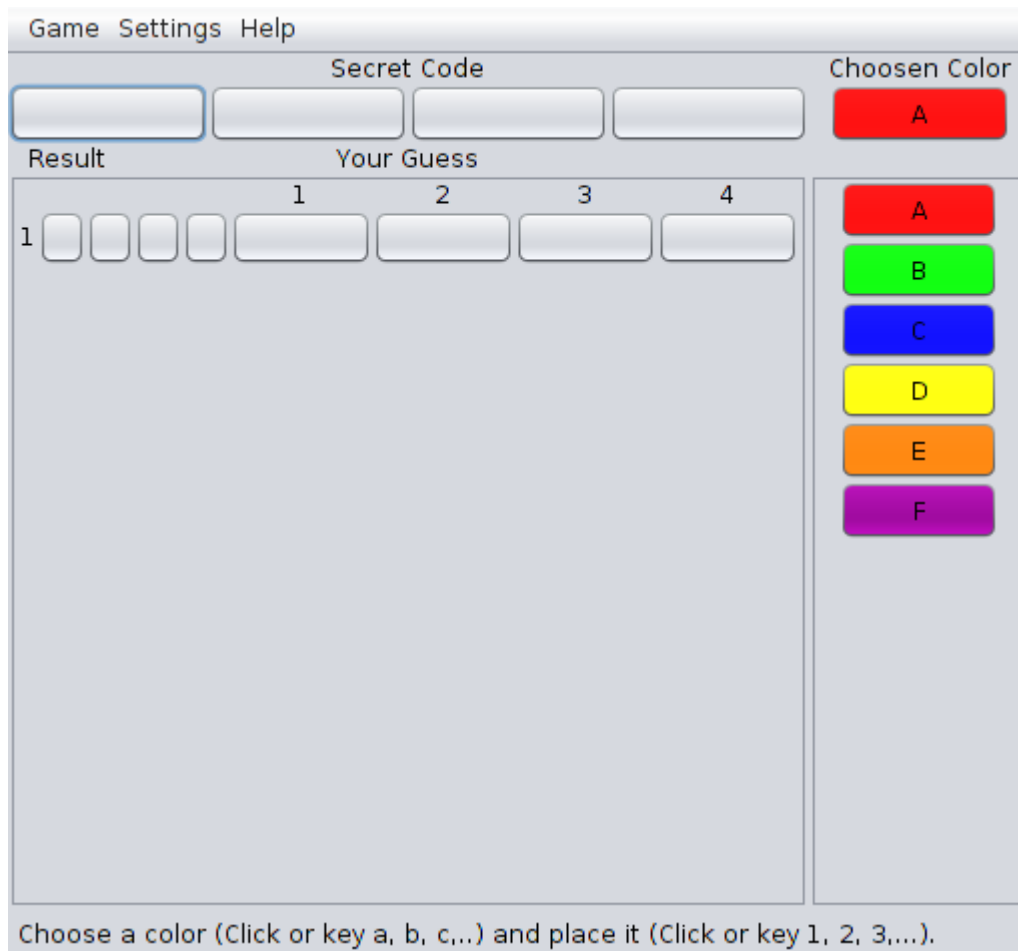 Game Settings Help
Secret Code Choosen Color
A
Result Your Guess
1 2 3 4
A
1
B
C
D
E
F
Choose a color (Click or key a, b, c,..) and place it (Click or key 1, 2, 3,...).